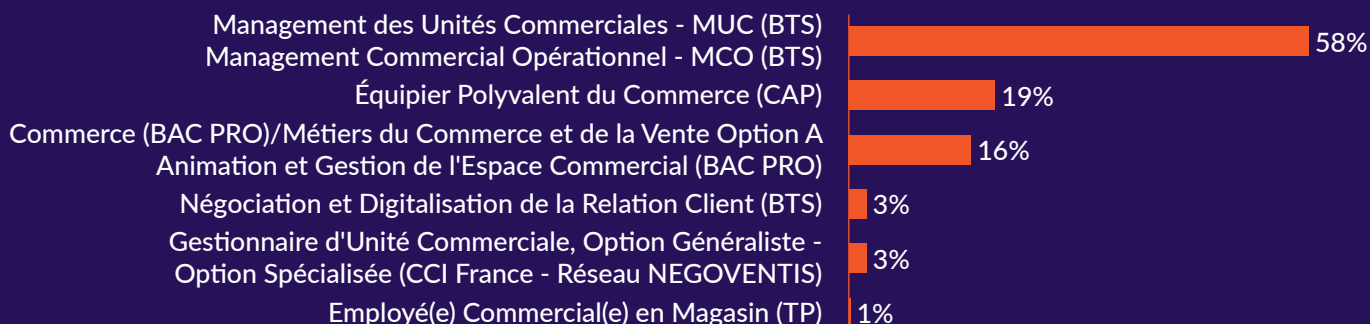 Management des Unités Commerciales - MUC (BTS)
Management Commercial Opérationnel - MCO (BTS)
58%
Équipier Polyvalent du Commerce (CAP)
19%
Commerce (BAC PRO)/Métiers du Commerce et de la Vente Option A
Animation et Gestion de l'Espace Commercial (BAC PRO)
16%
Négociation et Digitalisation de la Relation Client (BTS)
3%
Gestionnaire d'Unité Commerciale, Option Généraliste -
Option Spécialisée (CCI France - Réseau NEGOVENTIS)
3%
Employé(e) Commercial(e) en Magasin (TP)
1%